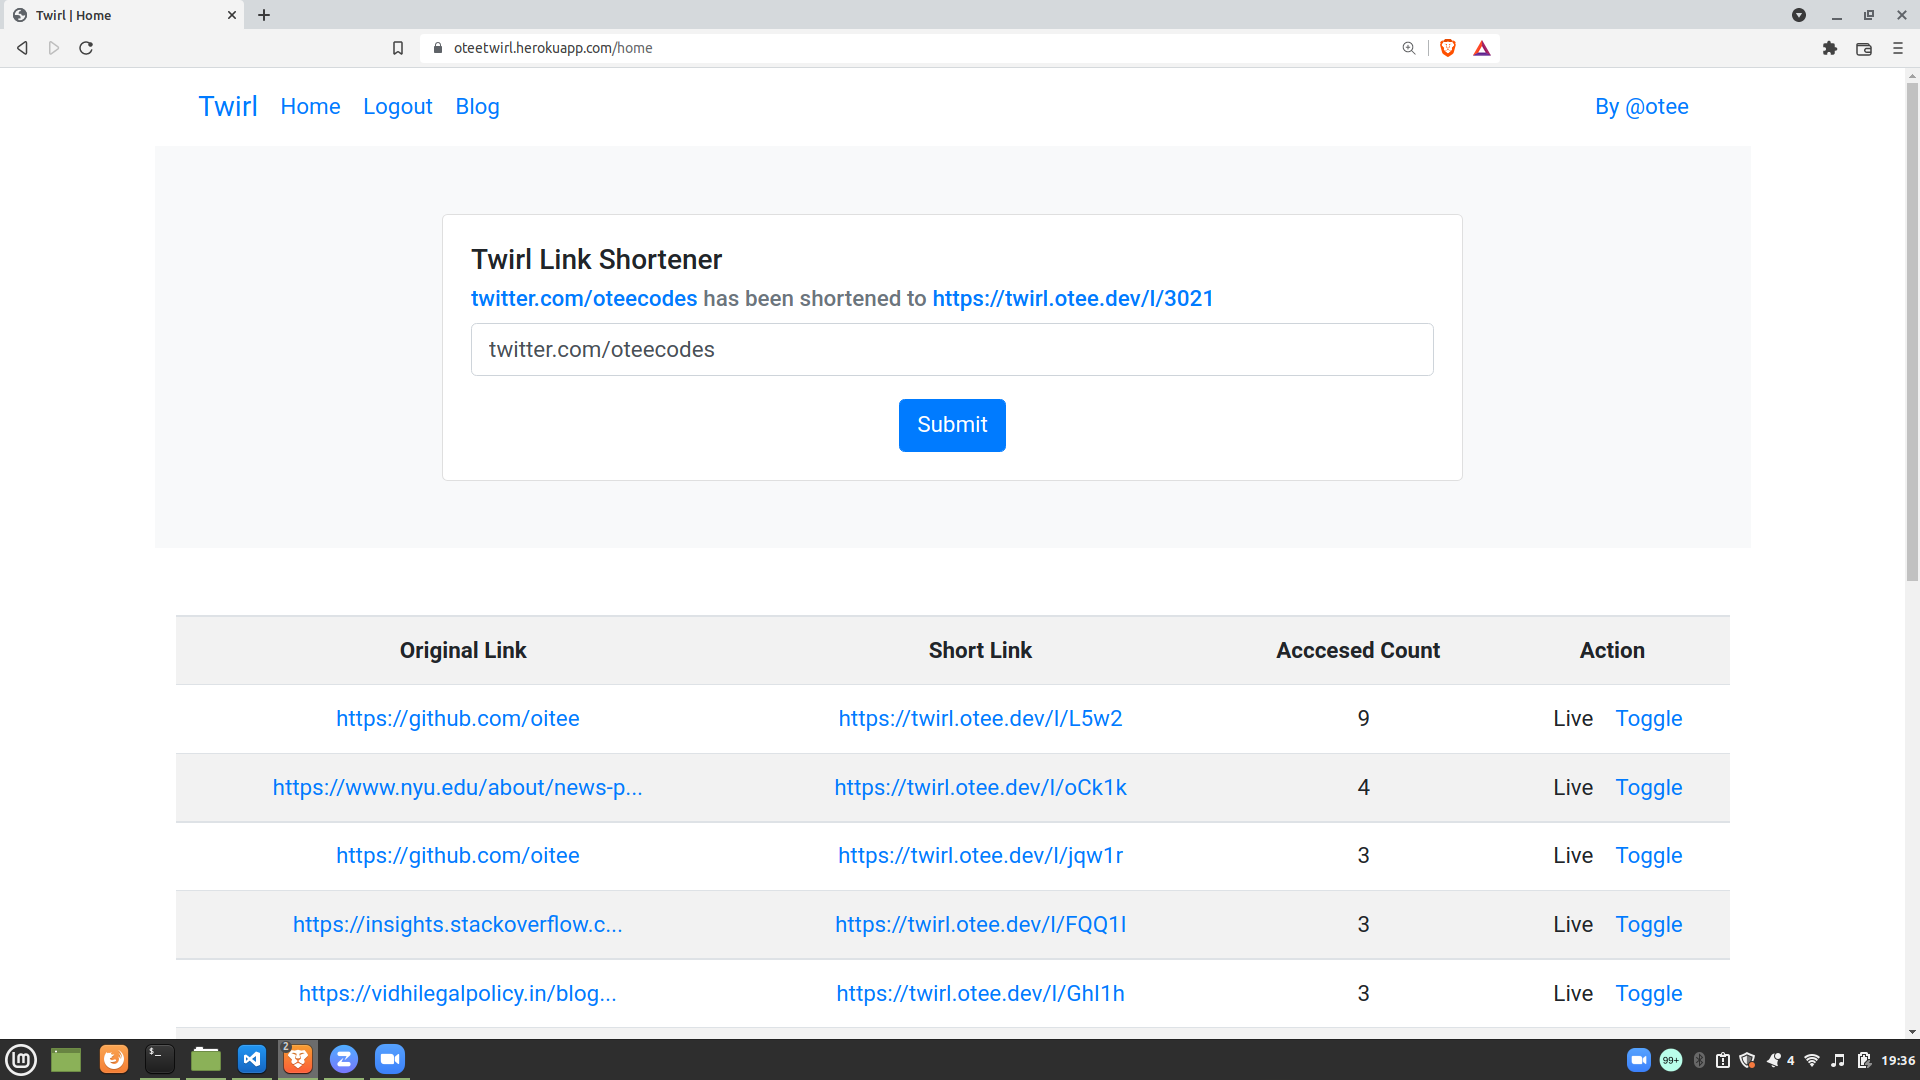 Twirl | Home
oteetwirl.herokuapp.com/home
Twirl Home Logout Blog By @otee
Twirl Link Shortener
twitter.com/oteecodes has been shortened to https://twirl.otee.dev/l/3021
twitter.com/oteecodes
Submit
Original Link Short Link Acccesed Count Action
https://github.com/oitee https://twirl.otee.dev/l/L5w2 9 Live Toggle
https://www.nyu.edu/about/news-p... https://twirl.otee.dev/l/oCk1k 4 Live Toggle
https://github.com/oitee https://twirl.otee.dev/l/jqw1r 3 Live Toggle
https://insights.stackoverflow.c... https://twirl.otee.dev/l/FQQ1l 3 Live Toggle
https://vidhilegalpolicy.in/blog... https://twirl.otee.dev/l/GhI1h 3 Live Toggle
2
99+ 4 19:36